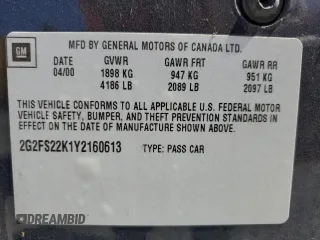 GM
MFD BY GENERAL MOTORS OF CANADA LTD.
DATE GVWR GAWR FRT GAWR RR
04/00 1898 KG 947 KG 951 KG
4186 LB 2089 LB 2097 LB
THIS VEHICLE CONFORMS TO ALL APPLICABLE U.S. FEDERAL MOTOR
VEHICLE SAFETY, BUMPER, AND THEFT PREVENTION STANDARDS IN
EFFECT ON THE DATE OF MANUFACTURE SHOWN ABOVE.
2G2FS22K1Y2160613 TYPE: PASS CAR
DREAMBID